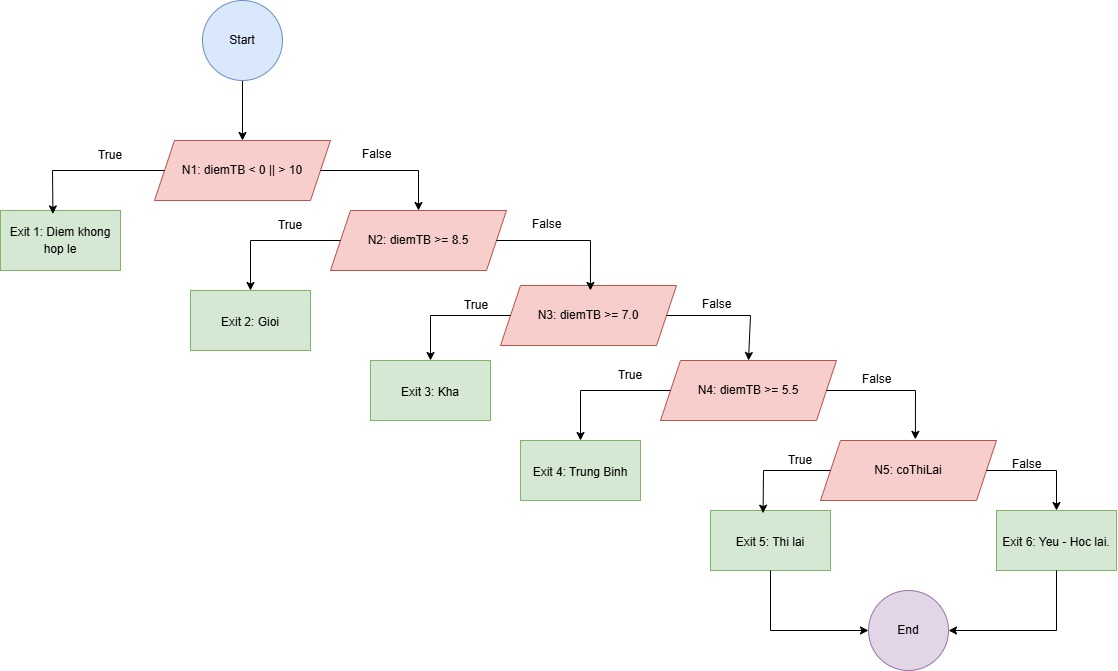 Start
True
False
N1: diemTB < 0 || > 10
Exit 1: Diem khong
hop le
True
False
N2: diemTB >= 8.5
Exit 2: Gioi
True
False
N3: diemTB >= 7.0
Exit 3: Kha
True
False
N4: diemTB >= 5.5
Exit 4: Trung Binh
True
False
N5: coThiLai
Exit 5: Thi lai
Exit 6: Yeu - Hoc lai.
End